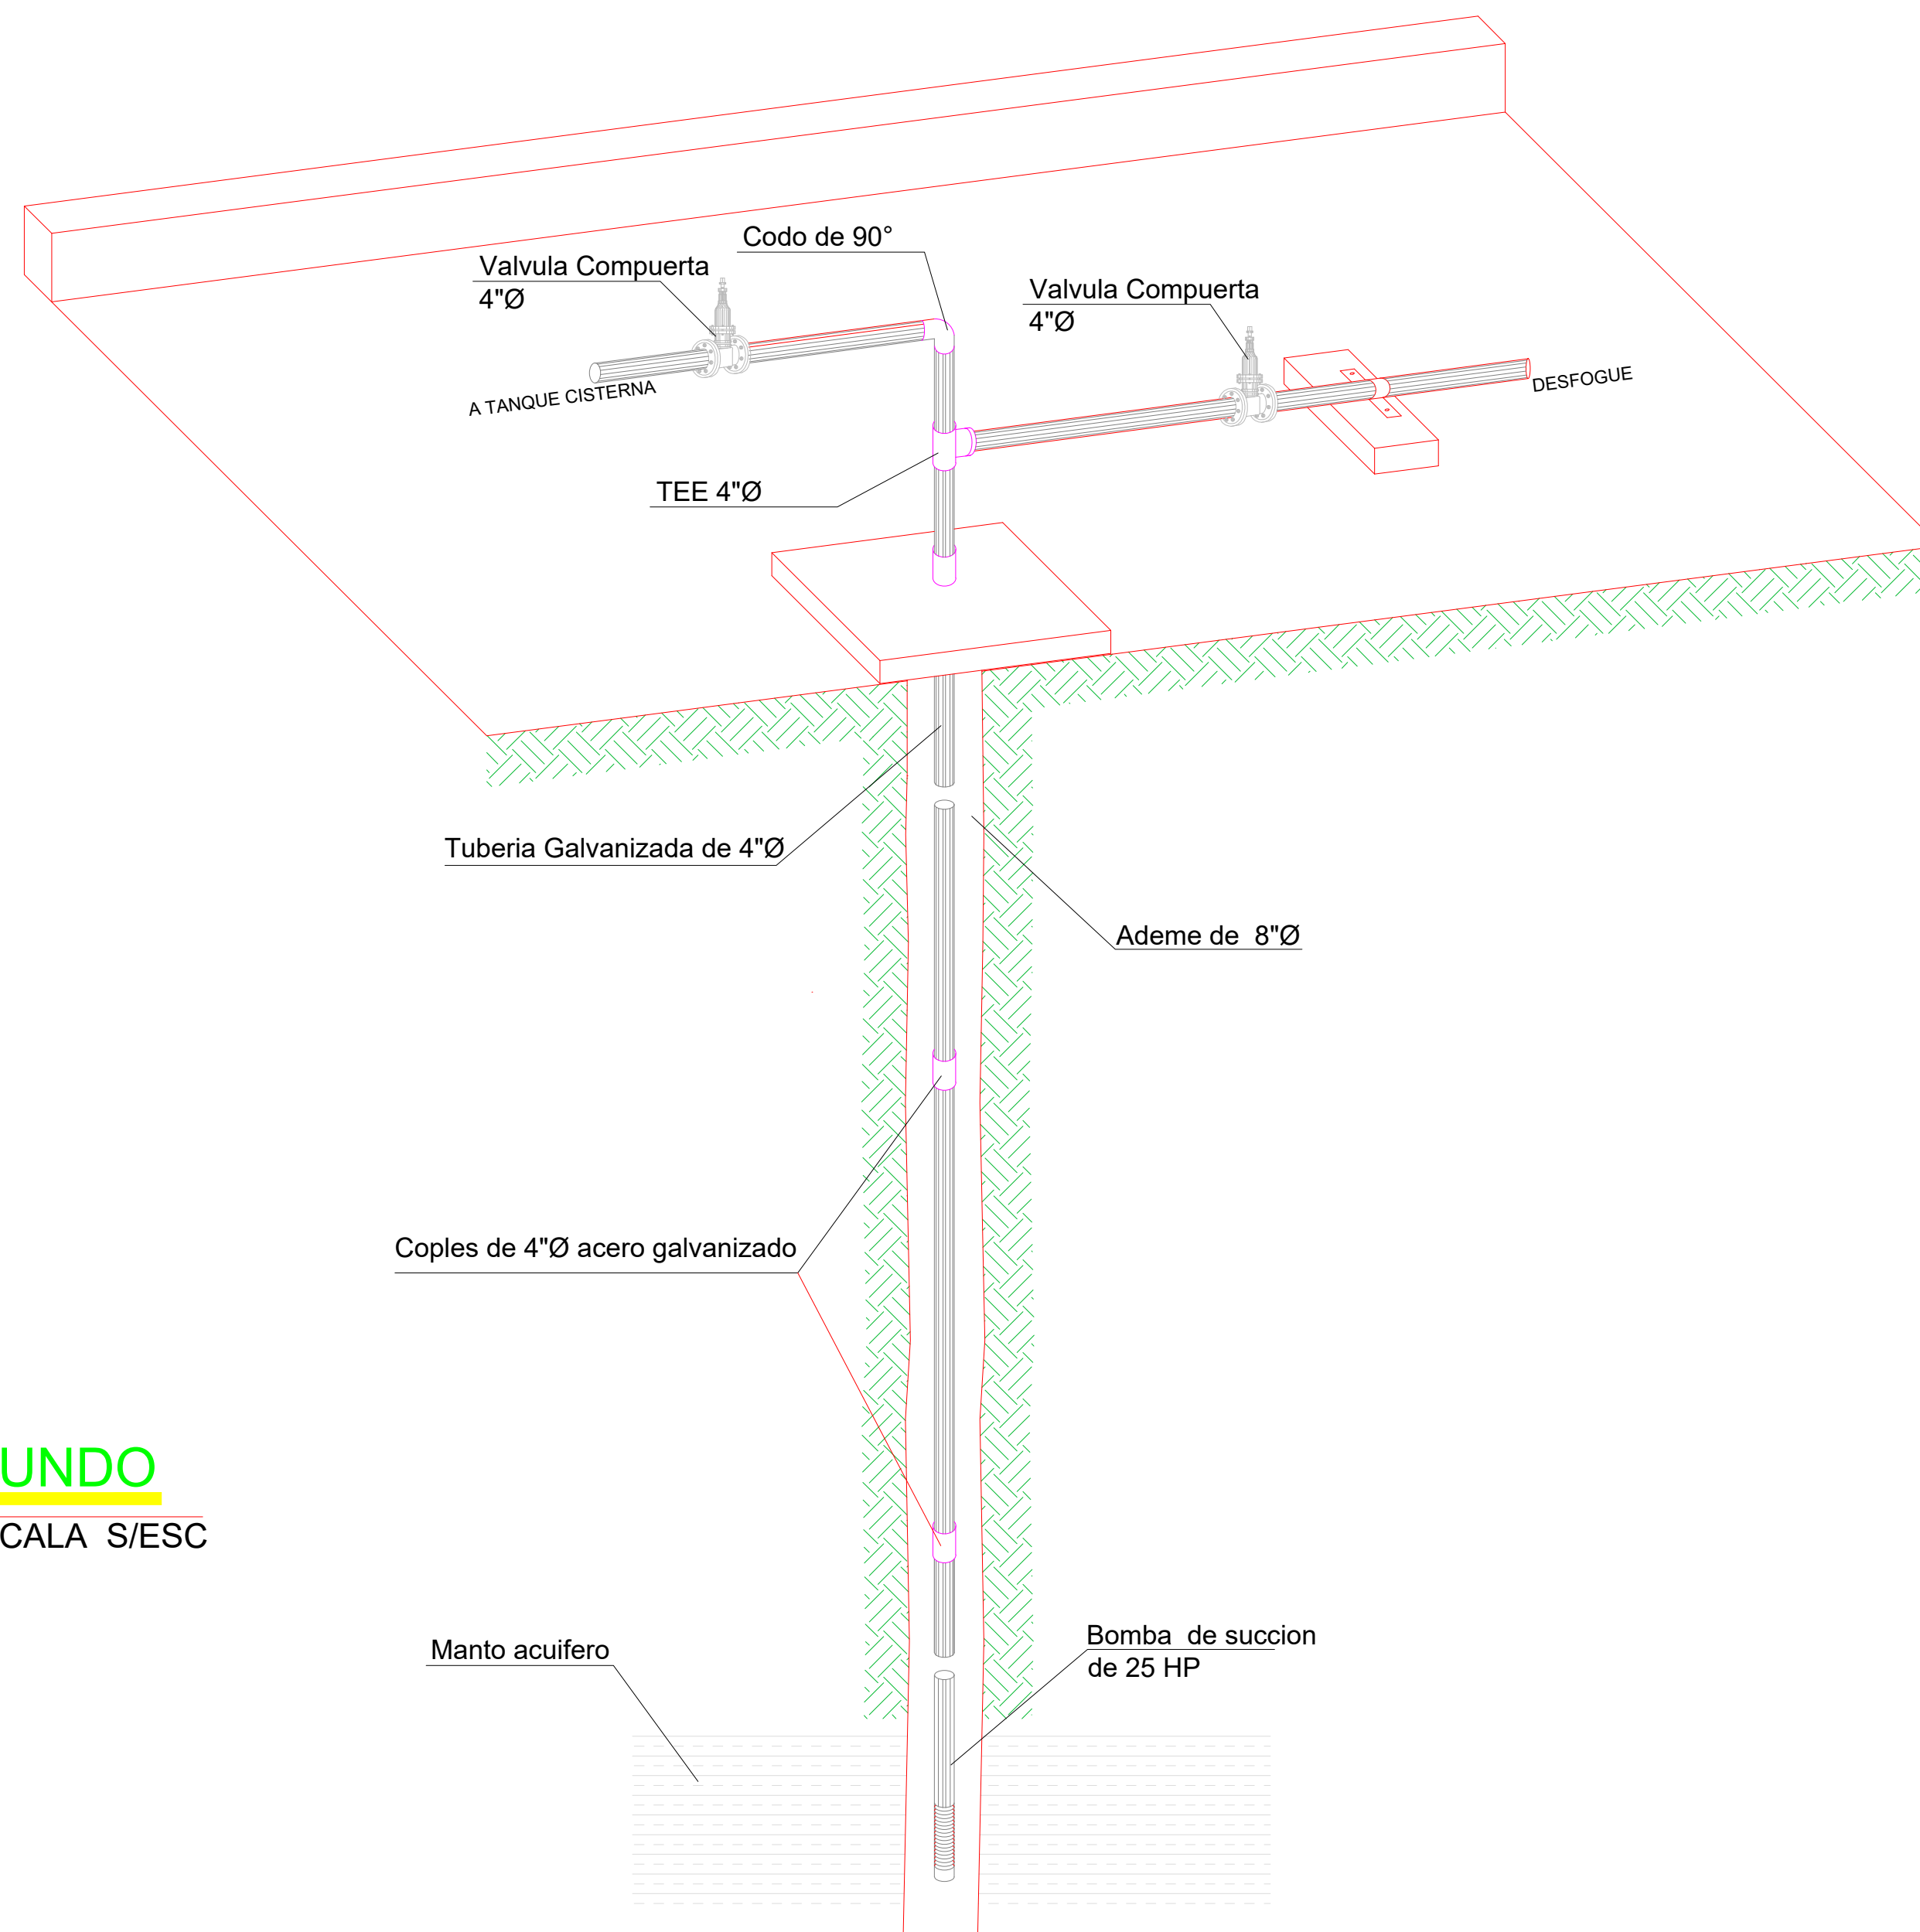 Codo de 90°
Valvula Compuerta
4"Ø
Valvula Compuerta
4"Ø
A TANQUE CISTERNA
DESFOGUE
TEE 4"Ø
Tuberia Galvanizada de 4"Ø
Ademe de  8"Ø
Coples de 4"Ø acero galvanizado
UNDO
CALA  S/ESC
Manto acuifero
Bomba  de succion
de 25 HP